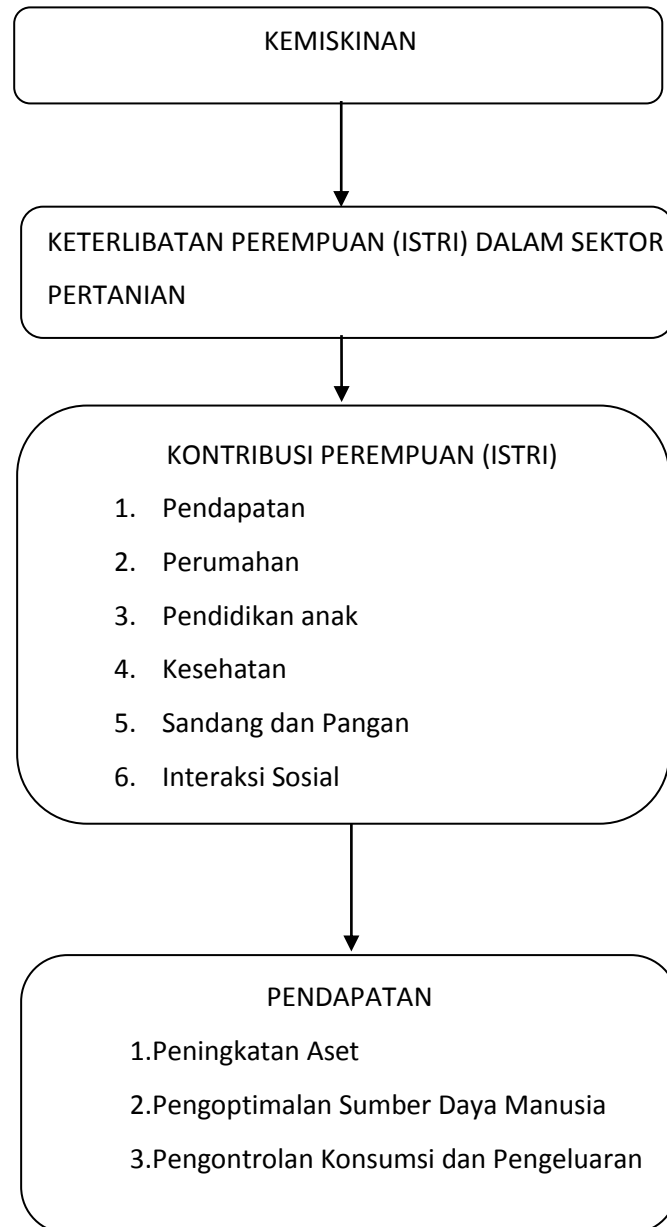 KEMISKINAN
KETERLIBATAN PEREMPUAN (ISTRI) DALAM SEKTOR
PERTANIAN
KONTRIBUSI PEREMPUAN (ISTRI)
1. Pendapatan
2. Perumahan
3. Pendidikan anak
4. Kesehatan
5. Sandang dan Pangan
6. Interaksi Sosial
PENDAPATAN
1.Peningkatan Aset
2.Pengoptimalan Sumber Daya Manusia
3.Pengontrolan Konsumsi dan Pengeluaran